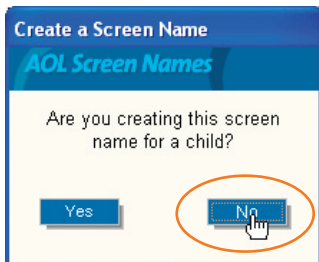 Create a Screen Name
AOL Screen Names
Are you creating this screen
name for a child?
Yes
No